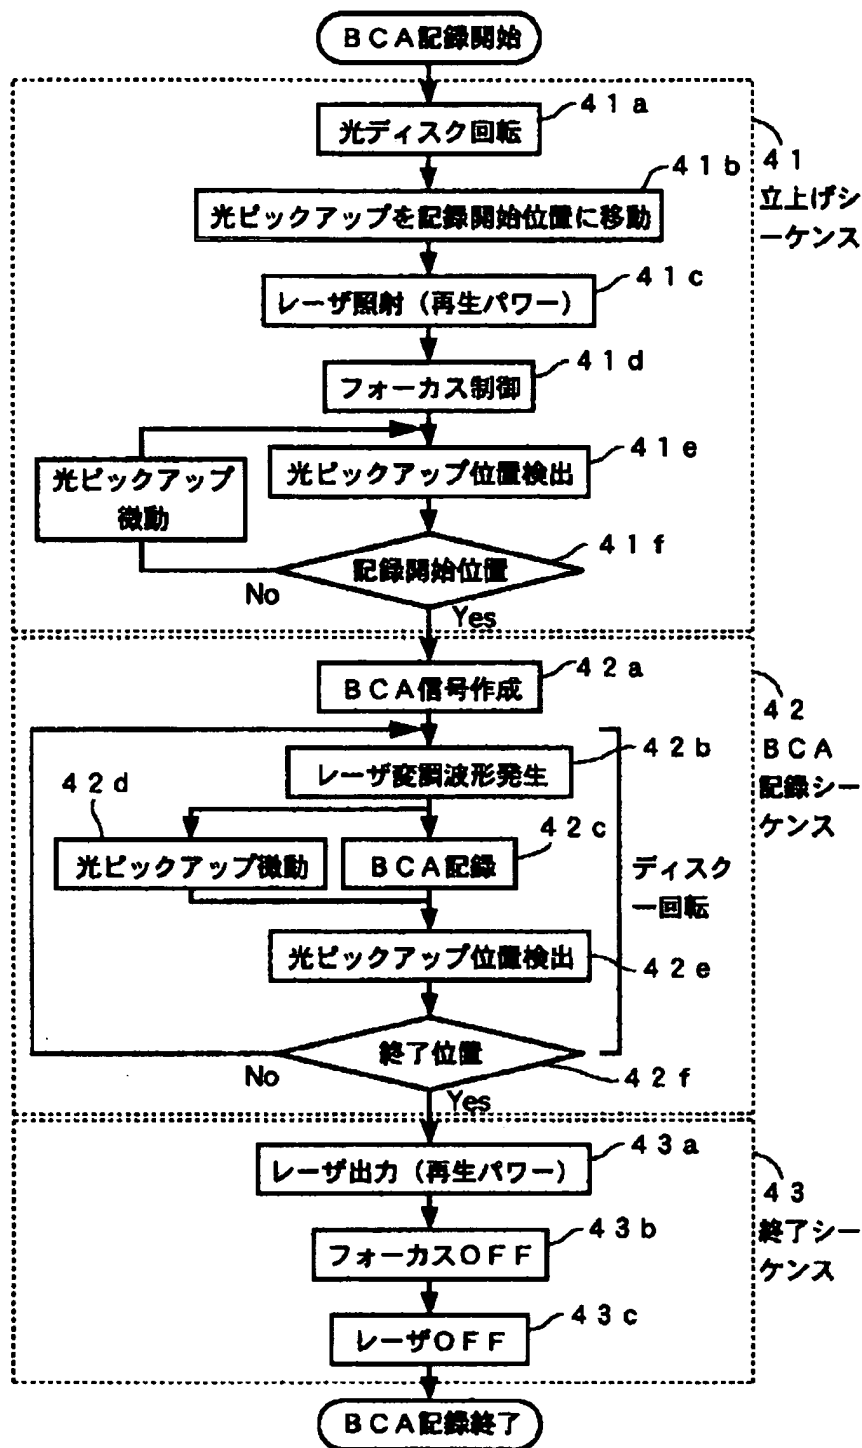 BCA記録開始
光ディスク回転
41a
光ピックアップを記録開始位置に移動
41b
41
立上げシ
ーケンス
レーザ照射(再生パワー)
41c
フォーカス制御
41d
光ピックアップ
微動
光ピックアップ位置検出
41e
記録開始位置
41f
No
Yes
BCA信号作成
42a
42
BCA
記録シー
ケンス
レーザ変調波形発生
42b
42d
光ピックアップ微動
BCA記録
42c
ディスク
一回転
光ピックアップ位置検出
42e
終了位置
42f
No
Yes
レーザ出力(再生パワー)
43a
43
終了シー
ケンス
フォーカスOFF
43b
レーザOFF
43c
BCA記録終了